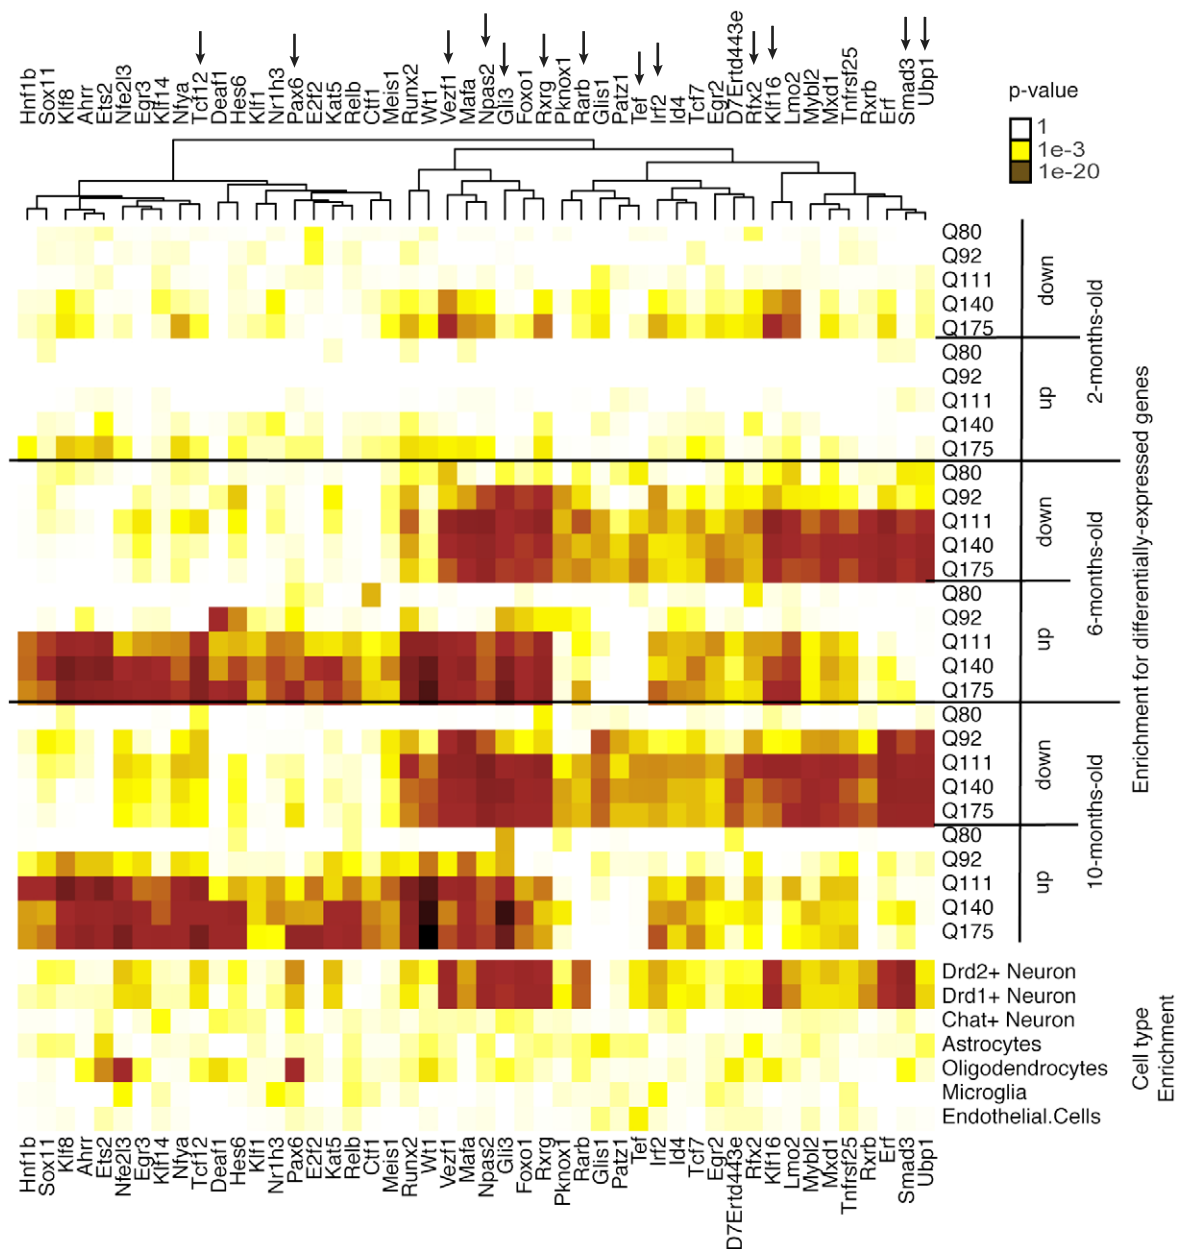 Hnf1b Sox11 Klf8 Ahrr Ets2 Nfe2l3 Egr3 Klf14 Nfya Tcf12 Deaf1 Hes6 Klf1 Nr1h3 Pax6 E2f2 Kat5 Relb Ctf1 Meis1 Runx2 Wt1 Vezf1 Mafa Npas2 Gli3 Foxo1 Rxrg Pknox1 Rarb Glis1 Patz1 Tef Irf2 Id4 Tcf7 Egr2 D7Ertd443e Rfx2 Klf16 Lmo2 Mybl2 Mxd1 Tnfrsf25 Rxrb Erf Smad3 Ubp1
p-value
1
1e-3
1e-20
Q80
Q92
Q111
Q140
Q175
down
Q80
Q92
Q111
Q140
Q175
up
2-months-old
Q80
Q92
Q111
Q140
Q175
down
Q80
Q92
Q111
Q140
Q175
up
6-months-old
Q80
Q92
Q111
Q140
Q175
down
Q80
Q92
Q111
Q140
Q175
up
10-months-old
Enrichment for differentially-expressed genes
Drd2+ Neuron
Drd1+ Neuron
Chat+ Neuron
Astrocytes
Oligodendrocytes
Microglia
Endothelial.Cells
Cell type
Enrichment
Hnf1b Sox11 Klf8 Ahrr Ets2 Nfe2l3 Egr3 Klf14 Nfya Tcf12 Deaf1 Hes6 Klf1 Nr1h3 Pax6 E2f2 Kat5 Relb Ctf1 Meis1 Runx2 Wt1 Vezf1 Mafa Npas2 Gli3 Foxo1 Rxrg Pknox1 Rarb Glis1 Patz1 Tef Irf2 Id4 Tcf7 Egr2 D7Ertd443e Rfx2 Klf16 Lmo2 Mybl2 Mxd1 Tnfrsf25 Rxrb Erf Smad3 Ubp1